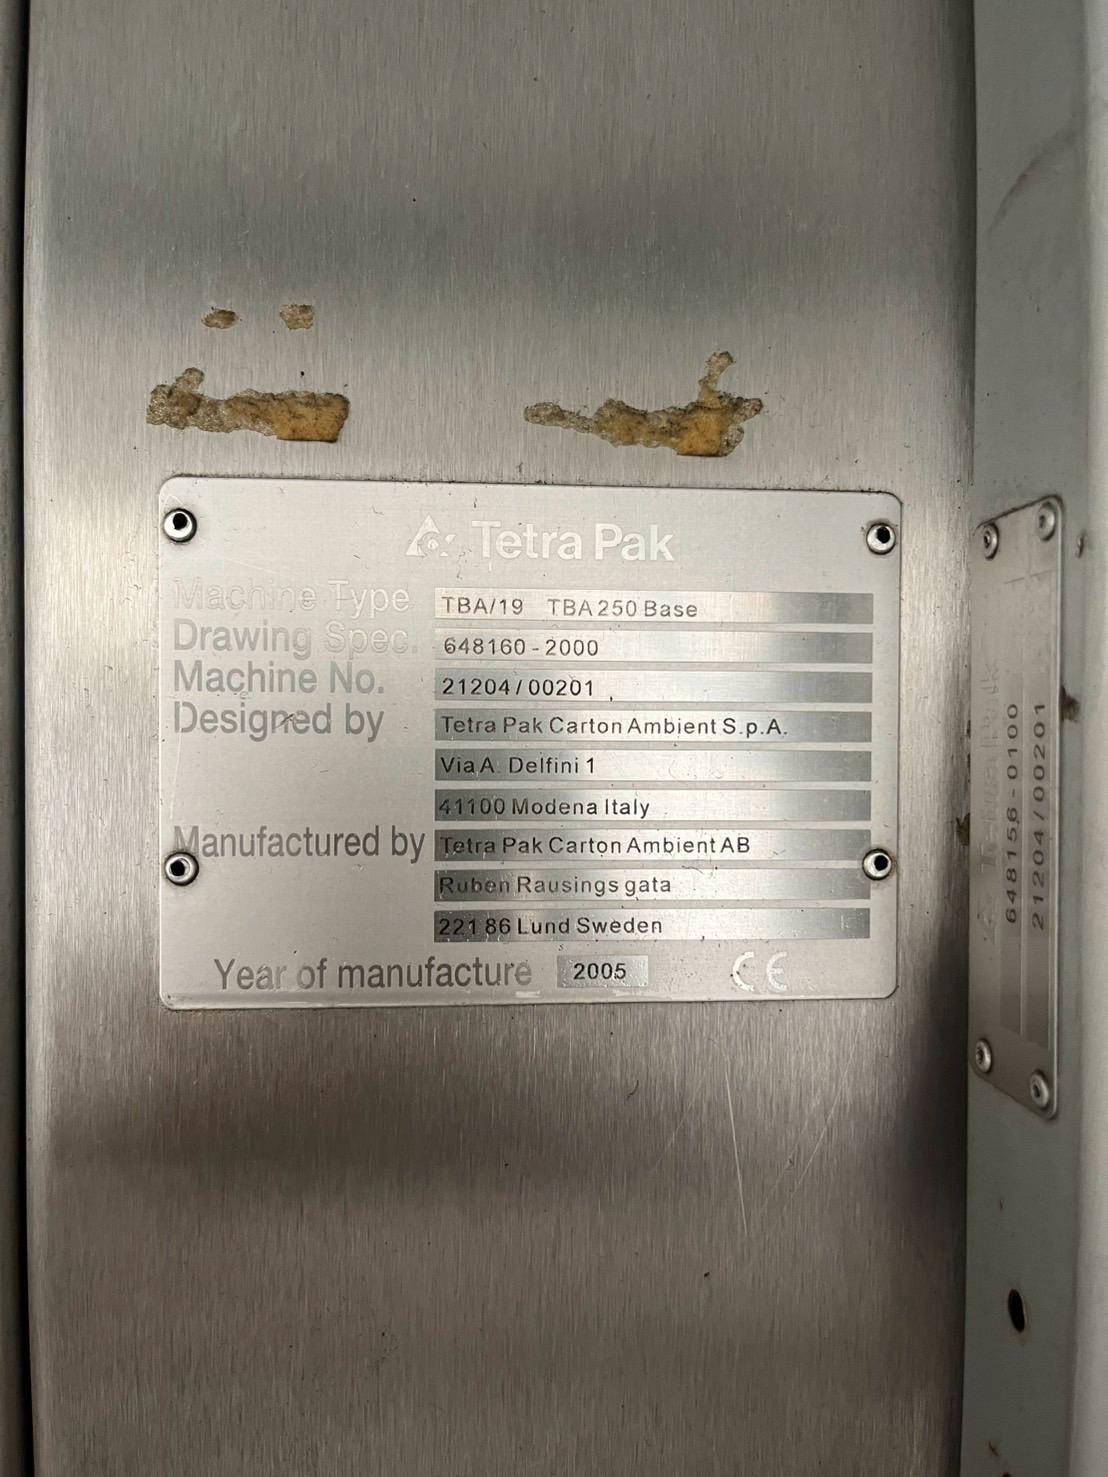 Tetra Pak
Machine Type TBA/19 TBA 250 Base
Drawing Spec. 648160-2000
Machine No. 21204/00201
Designed by Tetra Pak Carton Ambient S.p.A.
Via A. Delfini 1
41100 Modena Italy
Manufactured by Tetra Pak Carton Ambient AB
Ruben Rausings gata
221 86 Lund Sweden
Year of manufacture 2005 CE
Tetra Pak
648156-0100
21204/00201